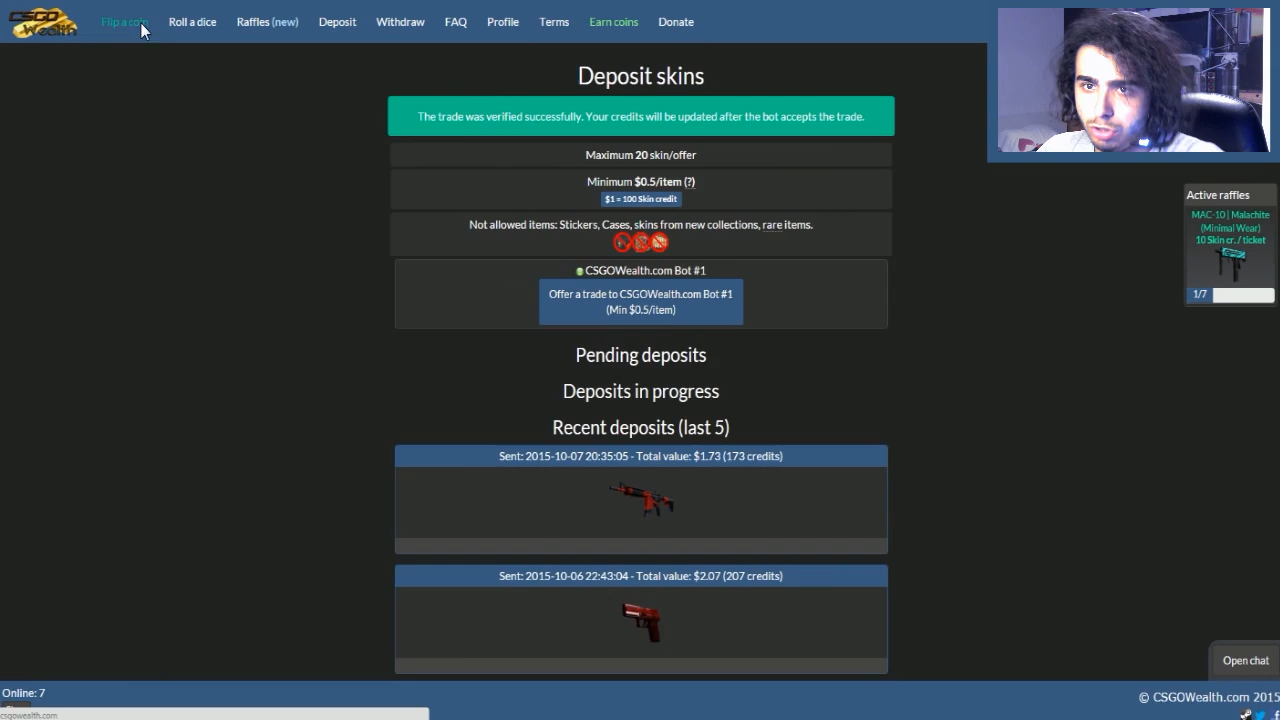 CSGO Wealth
Flip a coin Roll a dice Raffles (new) Deposit Withdraw FAQ Profile Terms Earn coins Donate
Deposit skins
The trade was verified successfully. Your credits will be updated after the bot accepts the trade.
Maximum 20 skin/offer
Minimum $0.5/item (?)
$1 = 100 Skin credit
Not allowed items: Stickers, Cases, skins from new collections, rare items.
CSGOWealth.com Bot #1
Offer a trade to CSGOWealth.com Bot #1
(Min $0.5/item)
Pending deposits
Deposits in progress
Recent deposits (last 5)
Sent: 2015-10-07 20:35:05 - Total value: $1.73 (173 credits)
Sent: 2015-10-06 22:43:04 - Total value: $2.07 (207 credits)
Active raffles
MAC-10 | Malachite
(Minimal Wear)
10 Skin cr. / ticket
1/7
Open chat
Online: 7
© CSGOWealth.com 2015
csgowealth.com